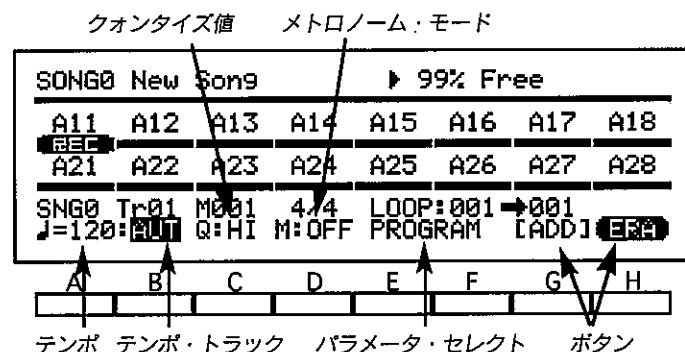 クォンタイズ値 メトロノーム・モード
SONG0 New Song ▶ 99% Free
A11 A12 A13 A14 A15 A16 A17 A18
REC
A21 A22 A23 A24 A25 A26 A27 A28
SNG0 Tr01 M001 4/4 LOOP:001➡001
♩=120:AUT Q:HI M:OFF PROGRAM [ADD] ERA
A B C D E F G H
テンポ テンポ・トラック パラメータ・セレクト ボタン